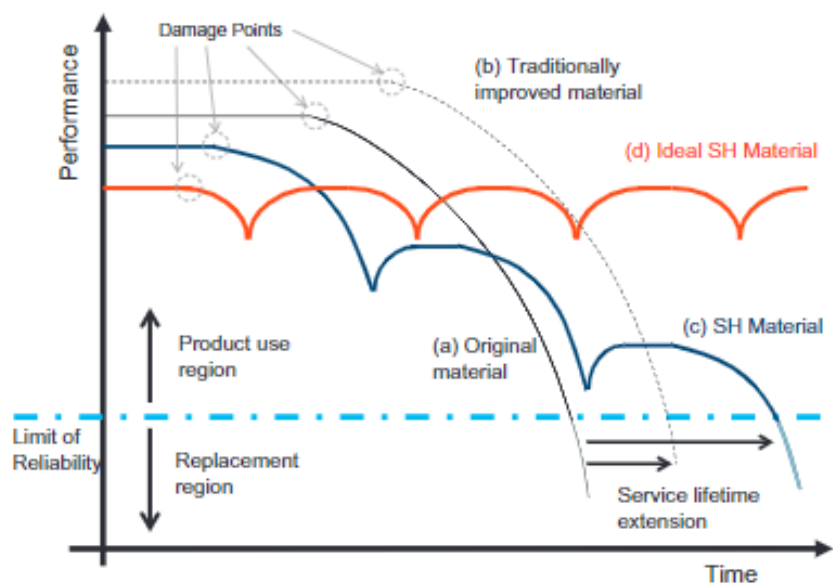 Damage Points
(b) Traditionally
improved material
Performance
(d) Ideal SH Material
(c) SH Material
(a) Original
material
Product use
region
Limit of
Reliability
Replacement
region
Service lifetime
extension
Time